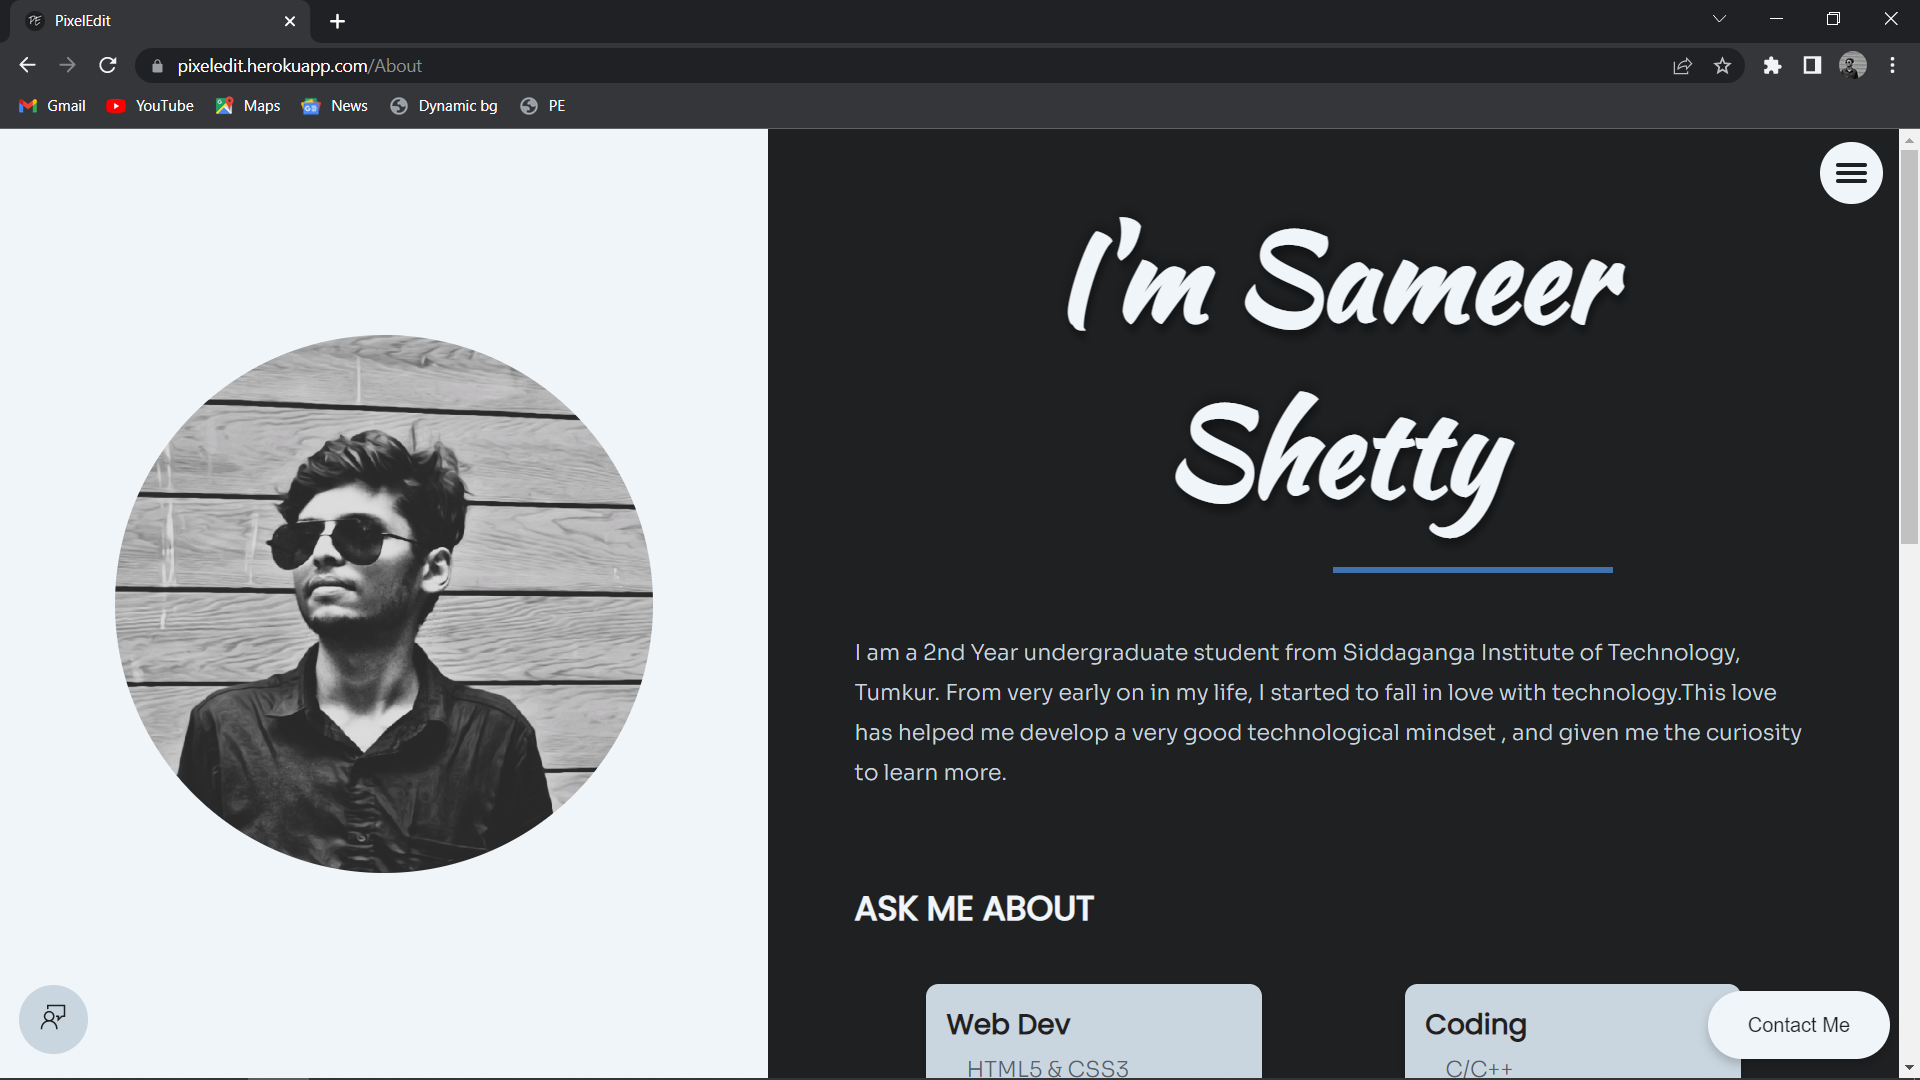 PixelEdit
pixeledit.herokuapp.com/About
Gmail YouTube Maps News Dynamic bg PE
I'm Sameer
Shetty
I am a 2nd Year undergraduate student from Siddaganga Institute of Technology,
Tumkur. From very early on in my life, I started to fall in love with technology.This love
has helped me develop a very good technological mindset , and given me the curiosity
to learn more.
ASK ME ABOUT
Web Dev
HTML5 & CSS3
Coding
C/C++
Contact Me